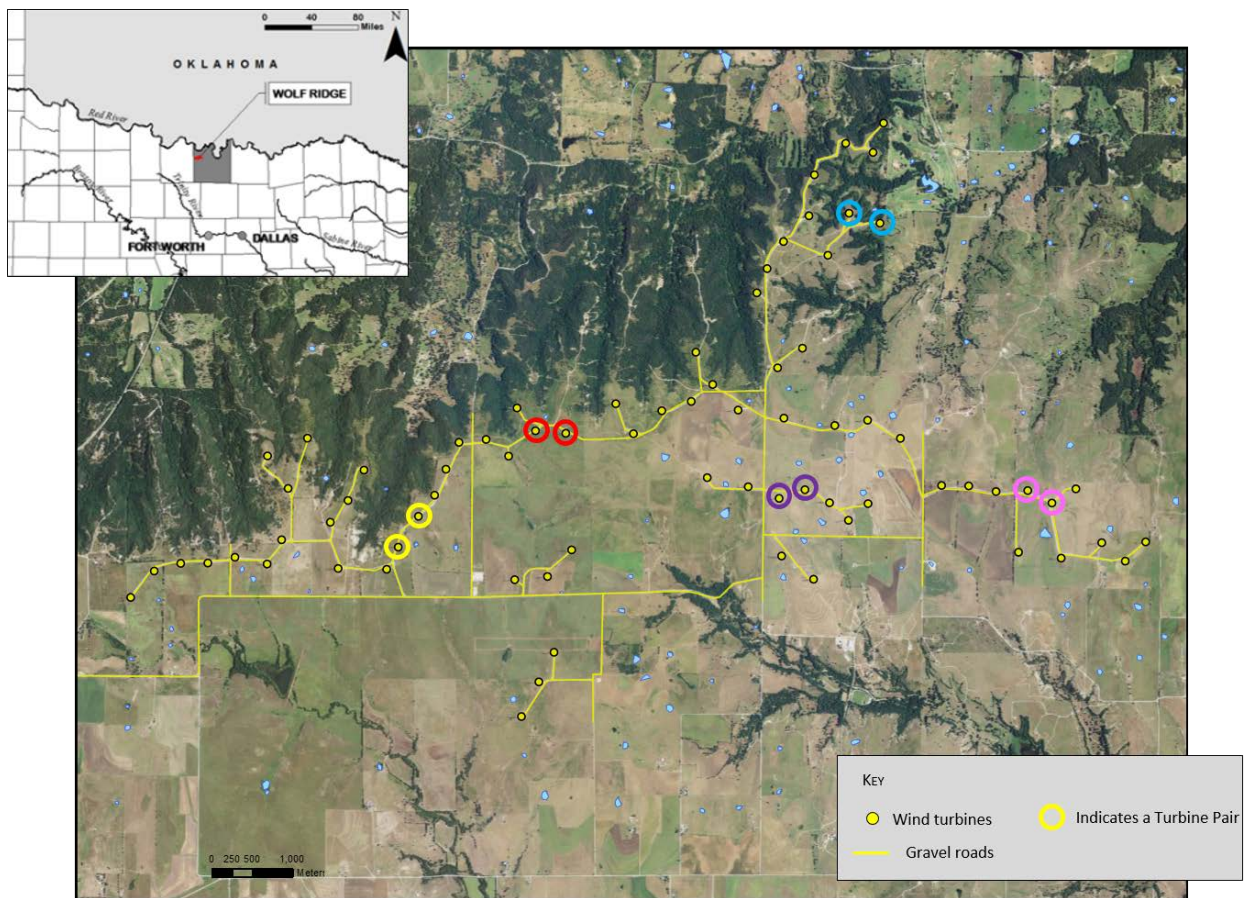 0 40 80
Miles
N
OKLAHOMA
WOLF RIDGE
Red River
Trinity River
FORT WORTH
DALLAS
Sabine River
KEY
Wind turbines
Indicates a Turbine Pair
Gravel roads
0 250 500 1,000
Meters